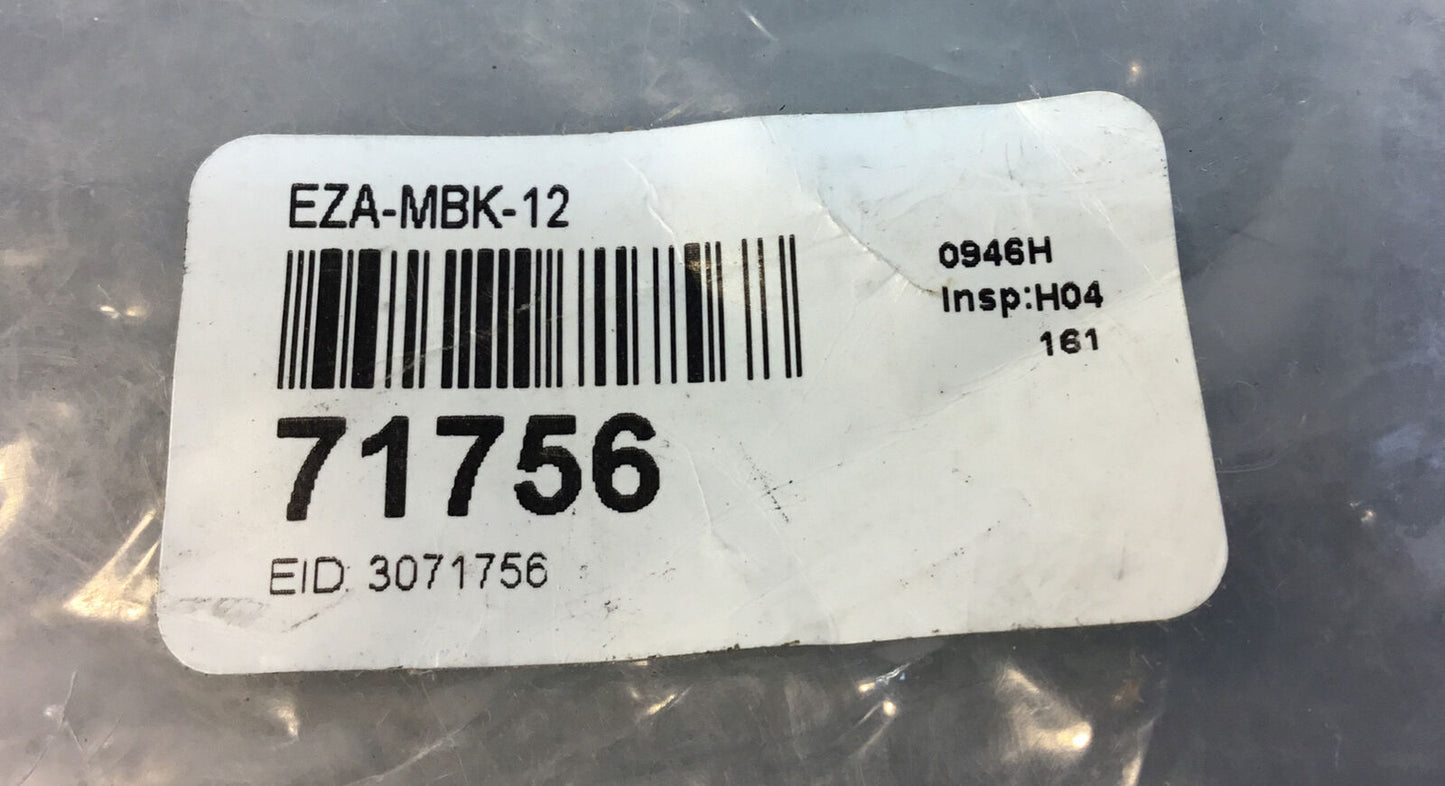 EZA-MBK-12
0946H
Insp:H04
161
71756
EID: 3071756